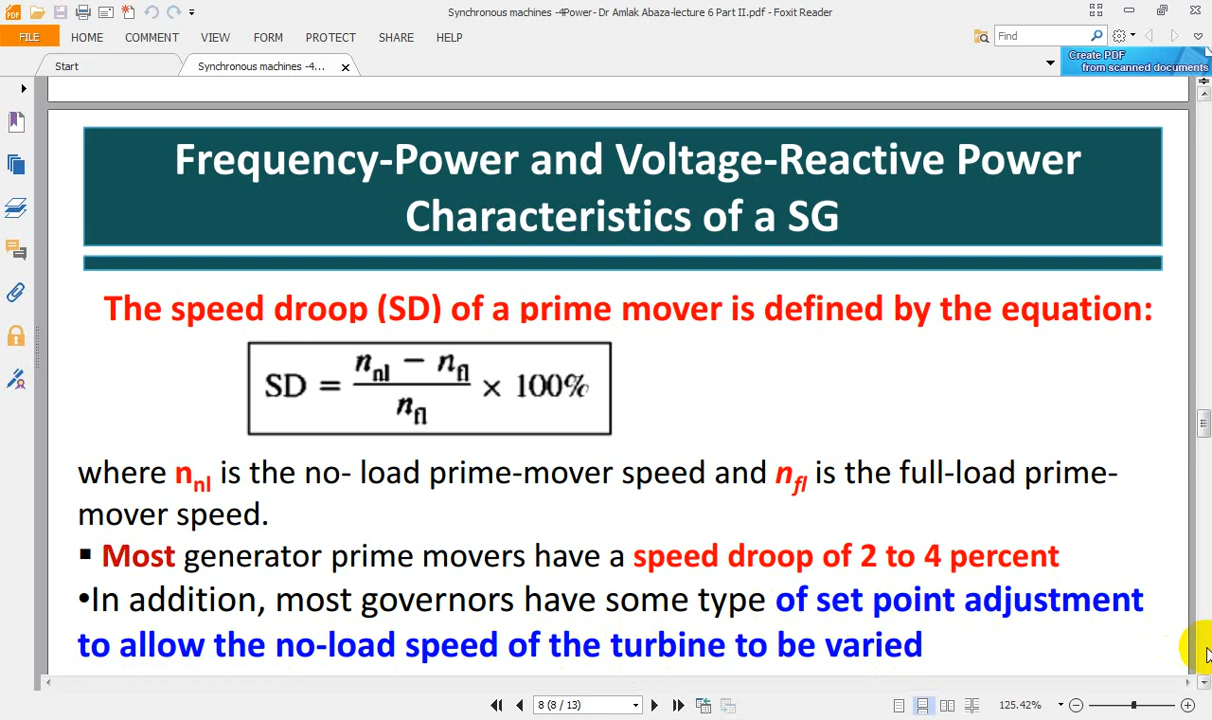 Synchronous machines -4Power- Dr Amlak Abaza-lecture 6 Part II.pdf - Foxit Reader
FILE HOME COMMENT VIEW FORM PROTECT SHARE HELP
Find
Start
Synchronous machines -4...
Create PDF
from scanned documents
Frequency-Power and Voltage-Reactive Power
Characteristics of a SG
The speed droop (SD) of a prime mover is defined by the equation:
SD = (n_nl − n_fl) / n_fl × 100%
where n_nl is the no- load prime-mover speed and n_fl is the full-load prime-
mover speed.
▪ Most generator prime movers have a speed droop of 2 to 4 percent
•In addition, most governors have some type of set point adjustment
to allow the no-load speed of the turbine to be varied
8 (8 / 13)
125.42%